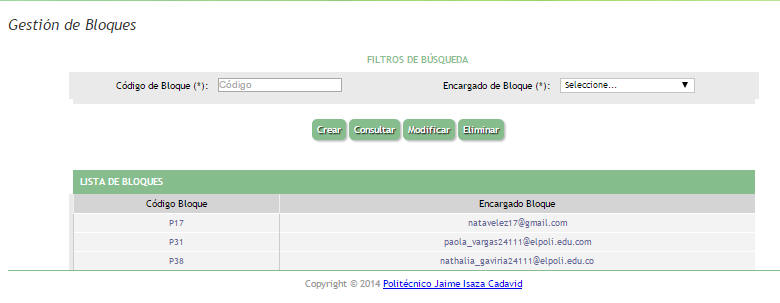 Gestión de Bloques
FILTROS DE BÚSQUEDA
Código de Bloque (*): Código Encargado de Bloque (*): Seleccione...
Crear Consultar Modificar Eliminar
LISTA DE BLOQUES
Código Bloque Encargado Bloque
P17 natavelez17@gmail.com
P31 paola_vargas24111@elpoli.edu.com
P38 nathalia_gaviria24111@elpoli.edu.co
Copyright © 2014 Politécnico Jaime Isaza Cadavid